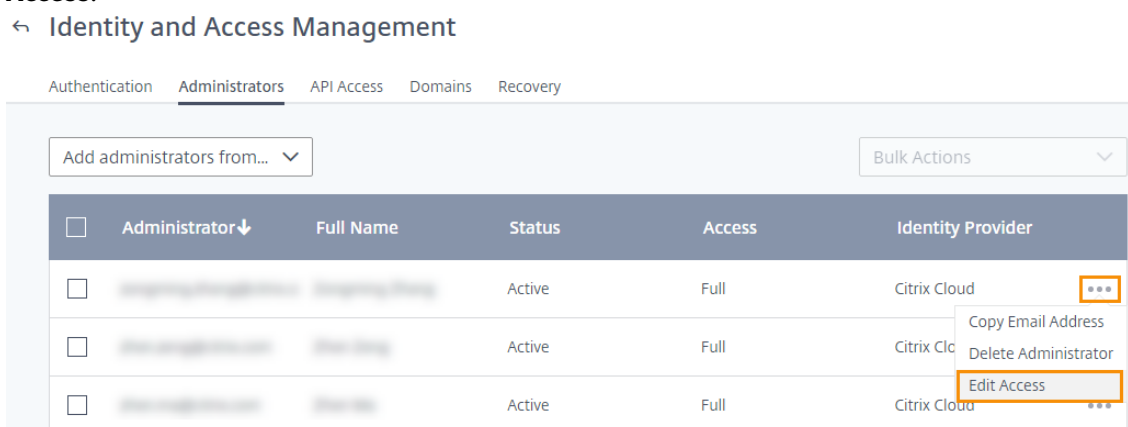 Identity and Access Management
Authentication Administrators API Access Domains Recovery
Add administrators from...
Bulk Actions
Administrator Full Name Status Access Identity Provider
Active Full Citrix Cloud
Copy Email Address
Active Full Citrix Clo
Delete Administrator
Edit Access
Active Full Citrix Cloud